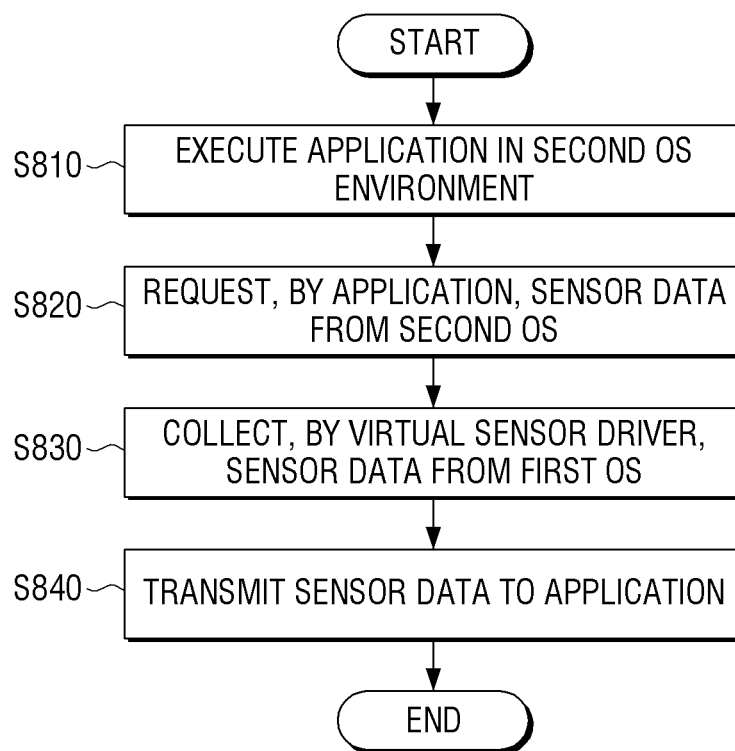 START
S810
EXECUTE APPLICATION IN SECOND OS
ENVIRONMENT
S820
REQUEST, BY APPLICATION, SENSOR DATA
FROM SECOND OS
S830
COLLECT, BY VIRTUAL SENSOR DRIVER,
SENSOR DATA FROM FIRST OS
S840
TRANSMIT SENSOR DATA TO APPLICATION
END